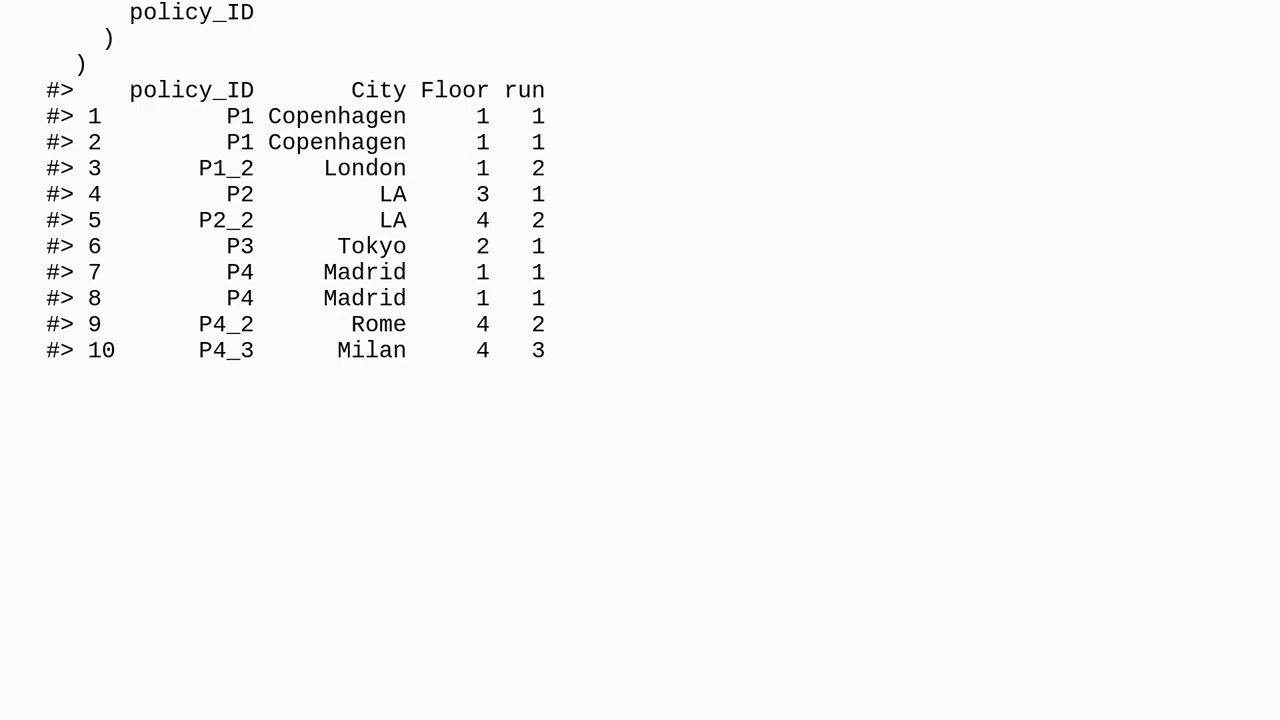 policy_ID
)
)
#>    policy_ID       City Floor run
#> 1         P1 Copenhagen     1   1
#> 2         P1 Copenhagen     1   1
#> 3       P1_2     London     1   2
#> 4         P2         LA     3   1
#> 5       P2_2         LA     4   2
#> 6         P3      Tokyo     2   1
#> 7         P4     Madrid     1   1
#> 8         P4     Madrid     1   1
#> 9       P4_2       Rome     4   2
#> 10      P4_3      Milan     4   3